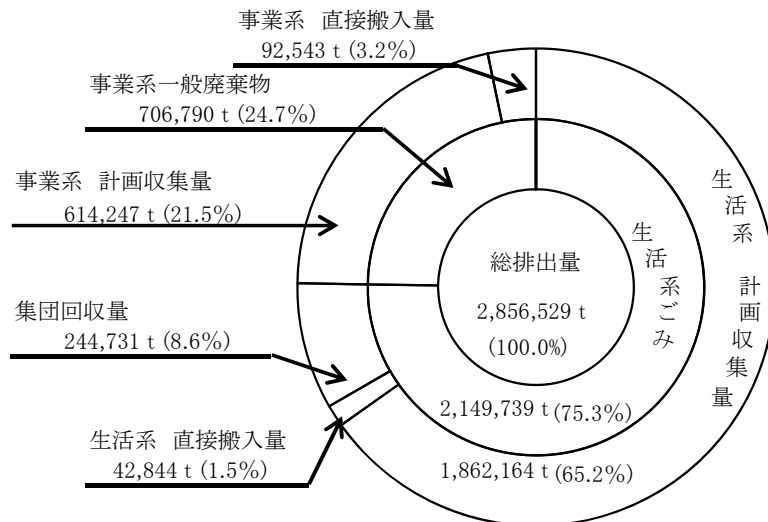 事業系 直接搬入量
92,543 t (3.2%)
事業系一般廃棄物
706,790 t (24.7%)
事業系 計画収集量
614,247 t (21.5%)
集団回収量
244,731 t (8.6%)
生活系 直接搬入量
42,844 t (1.5%)
総排出量
2,856,529 t
(100.0%)
生活系ごみ
2,149,739 t (75.3%)
生活系 計画収集量
1,862,164 t (65.2%)